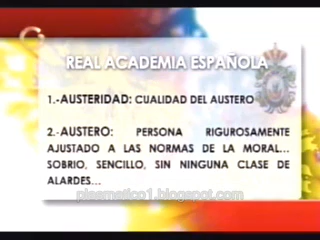 REAL ACADEMIA ESPAÑOLA
1.-AUSTERIDAD: CUALIDAD DEL AUSTERO
2.-AUSTERO: PERSONA RIGUROSAMENTE
AJUSTADO A LAS NORMAS DE LA MORAL...
SOBRIO, SENCILLO, SIN NINGUNA CLASE DE
ALARDES...
plasmatico1.blogspot.com